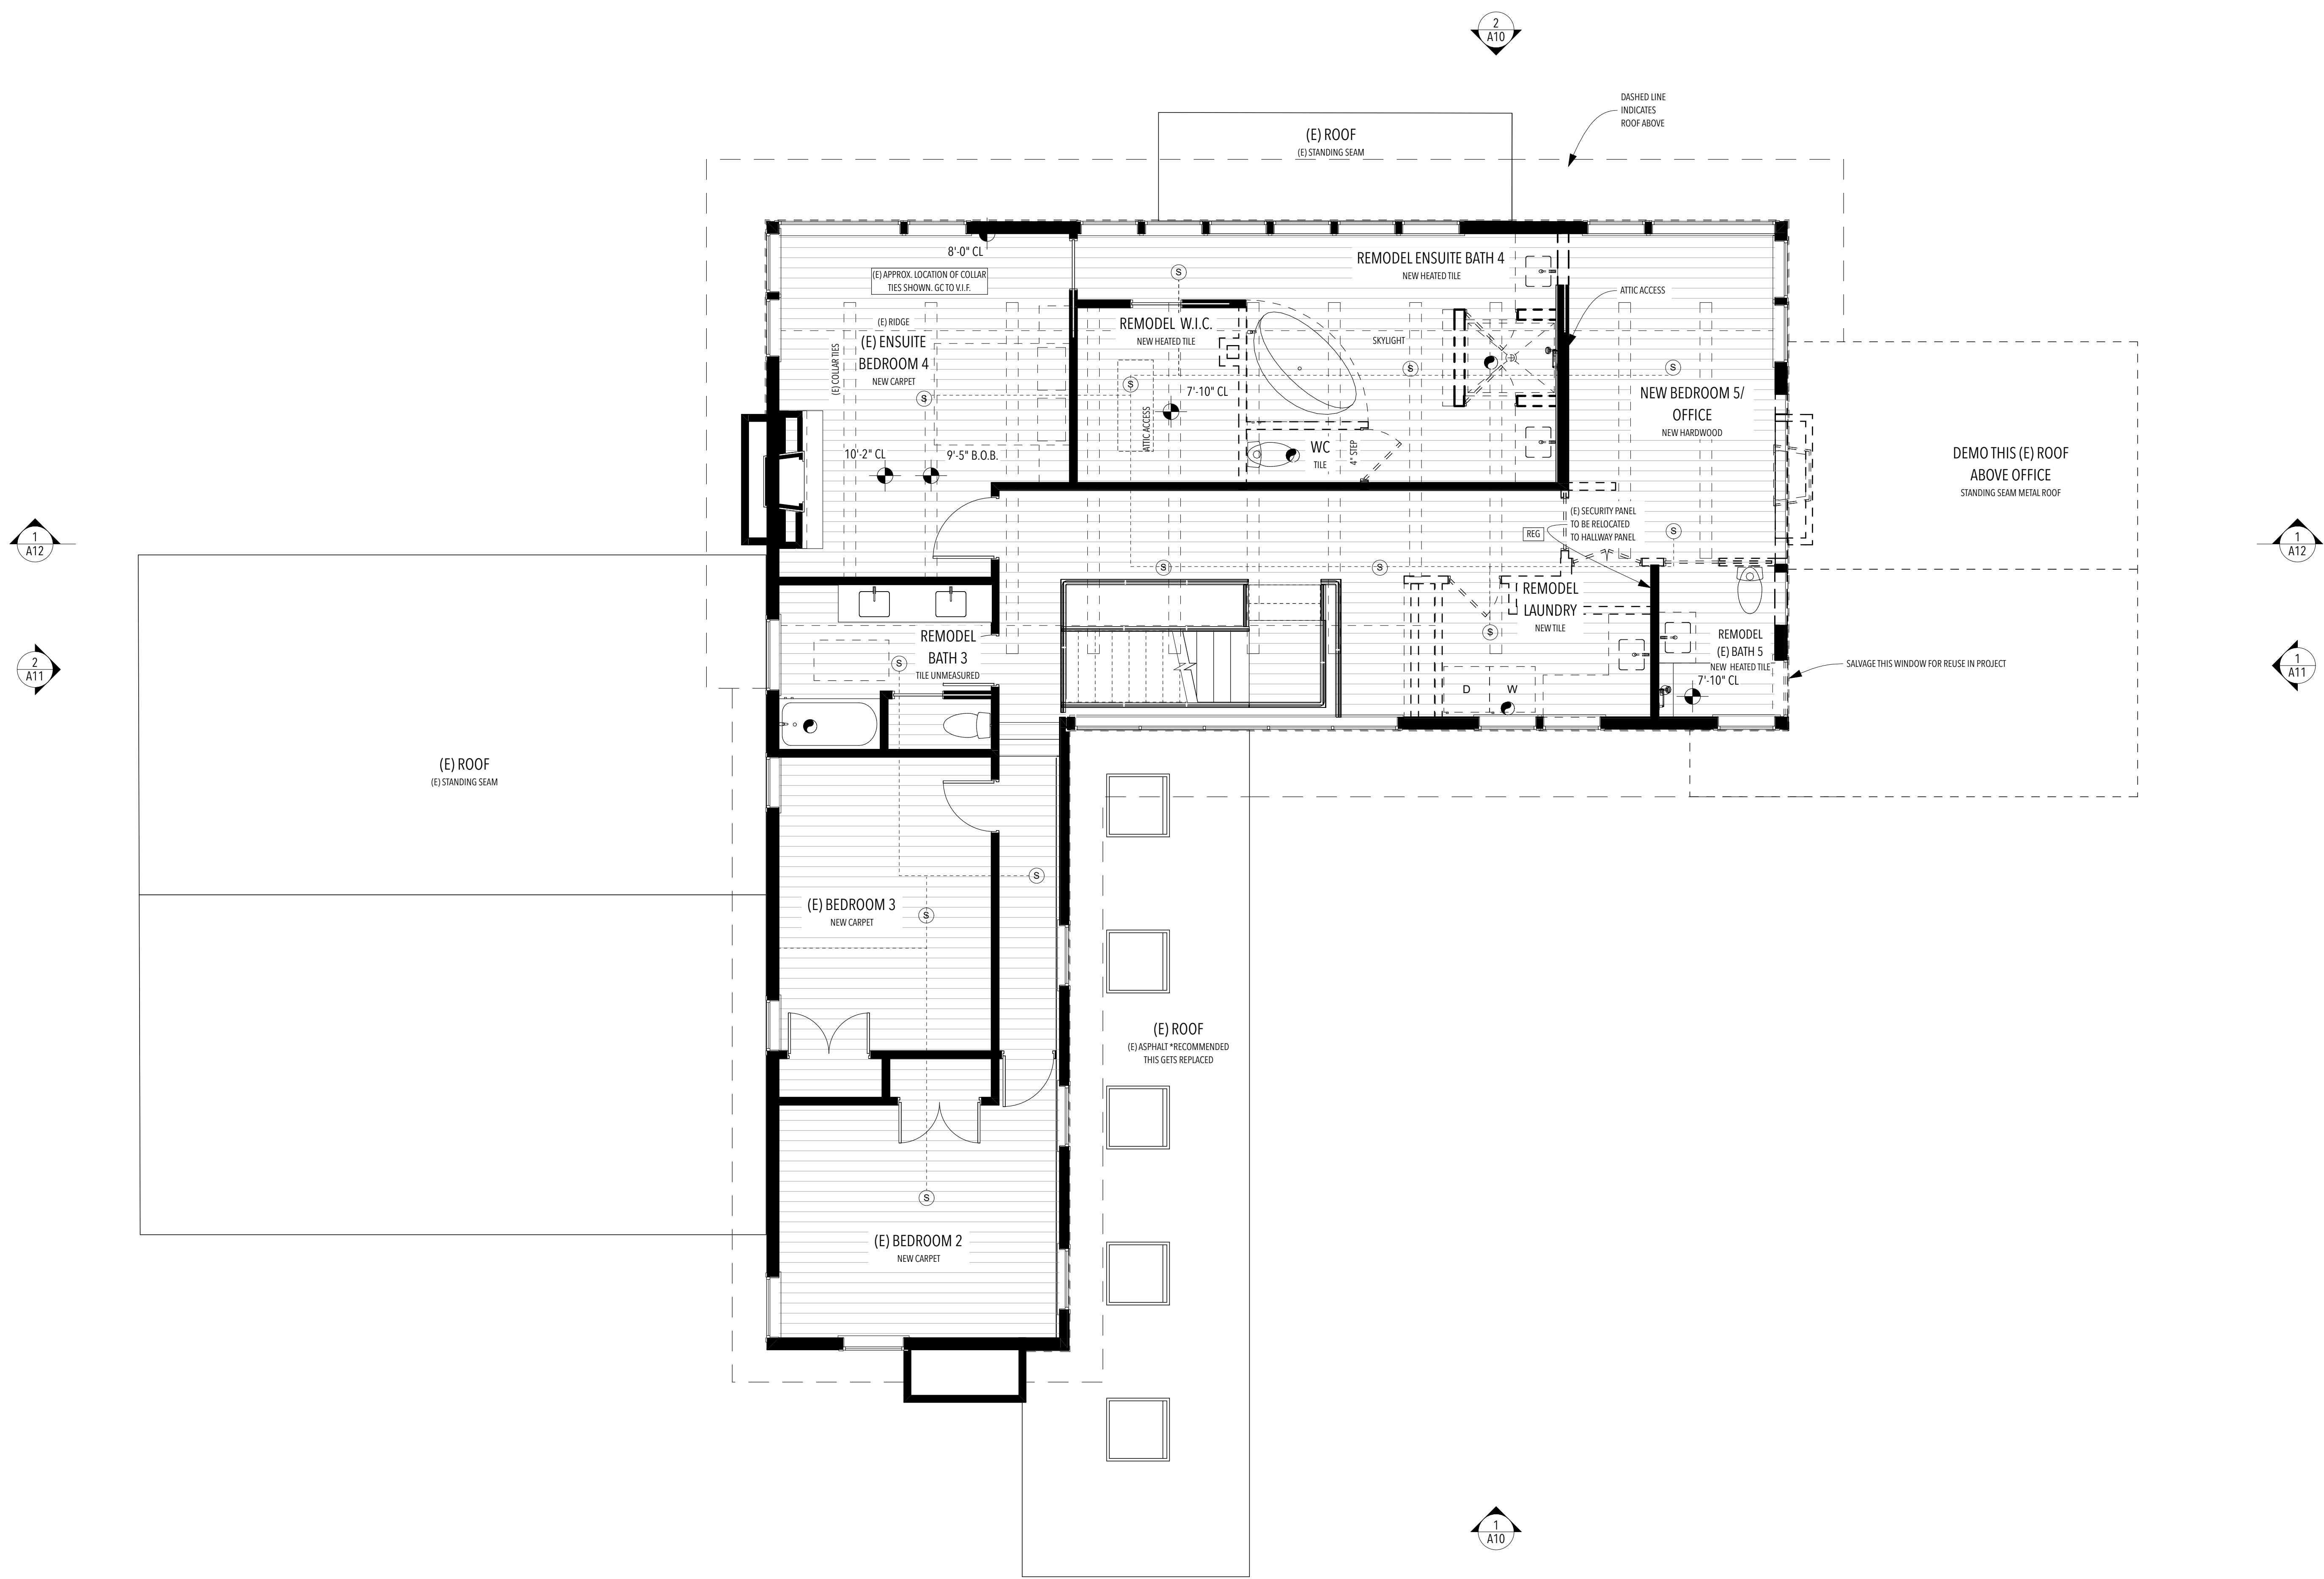 2
A10
DASHED LINE
INDICATES
ROOF ABOVE
(E) ROOF
(E) STANDING SEAM
8'-0" CL
(E) APPROX. LOCATION OF COLLAR
TIES SHOWN. GC TO V.I.F.
REMODEL ENSUITE BATH 4
NEW HEATED TILE
S
ATTIC ACCESS
(E) RIDGE
(E) ENSUITE
BEDROOM 4
NEW CARPET
(E) COLLAR TIES
S
REMODEL W.I.C.
NEW HEATED TILE
S
7'-10" CL
ATTIC ACCESS
SKYLIGHT
S
S
NEW BEDROOM 5/
OFFICE
NEW HARDWOOD
10'-2" CL
9'-5" B.O.B.
WC
TILE
4" STEP
DEMO THIS (E) ROOF
ABOVE OFFICE
STANDING SEAM METAL ROOF
(E) SECURITY PANEL
TO BE RELOCATED
TO HALLWAY PANEL
REG
S
1
A12
1
A12
S
S
REMODEL
LAUNDRY
NEW TILE
S
D
W
REMODEL
BATH 3
TILE UNMEASURED
S
REMODEL
(E) BATH 5
NEW HEATED TILE
7'-10" CL
SALVAGE THIS WINDOW FOR REUSE IN PROJECT
2
A11
1
A11
(E) ROOF
(E) STANDING SEAM
S
(E) BEDROOM 3
NEW CARPET
S
(E) ROOF
(E) ASPHALT *RECOMMENDED
THIS GETS REPLACED
S
(E) BEDROOM 2
NEW CARPET
1
A10